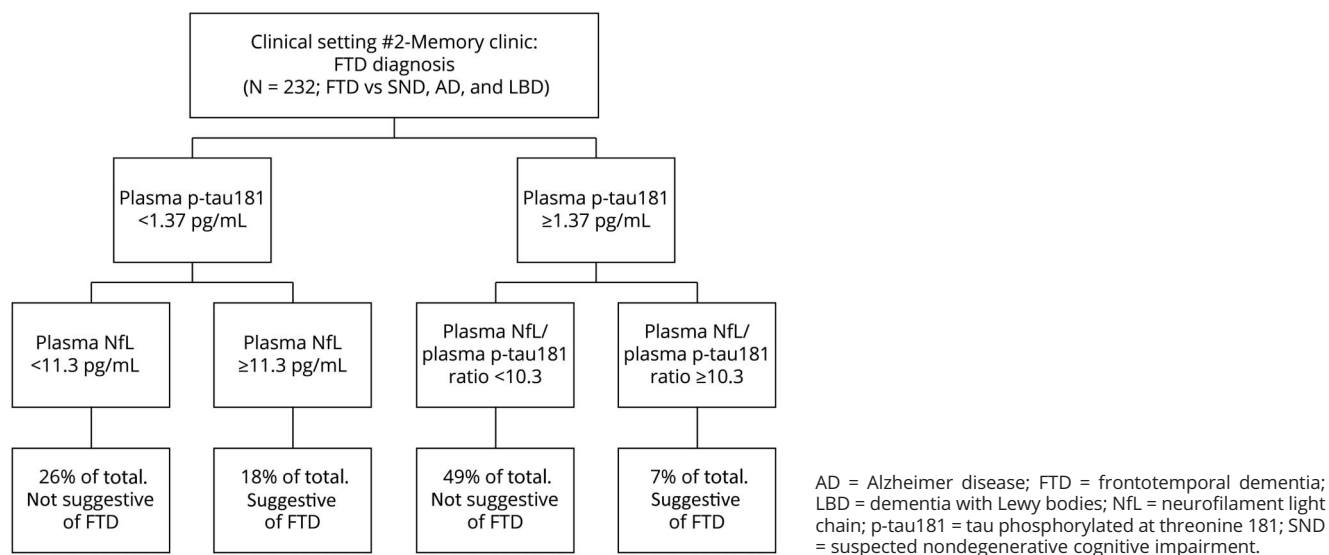 Clinical setting #2-Memory clinic:
FTD diagnosis
(N = 232; FTD vs SND, AD, and LBD)
Plasma p-tau181
<1.37 pg/mL
Plasma p-tau181
≥1.37 pg/mL
Plasma NfL
<11.3 pg/mL
Plasma NfL
≥11.3 pg/mL
Plasma NfL/
plasma p-tau181
ratio <10.3
Plasma NfL/
plasma p-tau181
ratio ≥10.3
26% of total.
Not suggestive
of FTD
18% of total.
Suggestive
of FTD
49% of total.
Not suggestive
of FTD
7% of total.
Suggestive
of FTD
AD = Alzheimer disease; FTD = frontotemporal dementia;
LBD = dementia with Lewy bodies; NfL = neurofilament light
chain; p-tau181 = tau phosphorylated at threonine 181; SND
= suspected nondegenerative cognitive impairment.